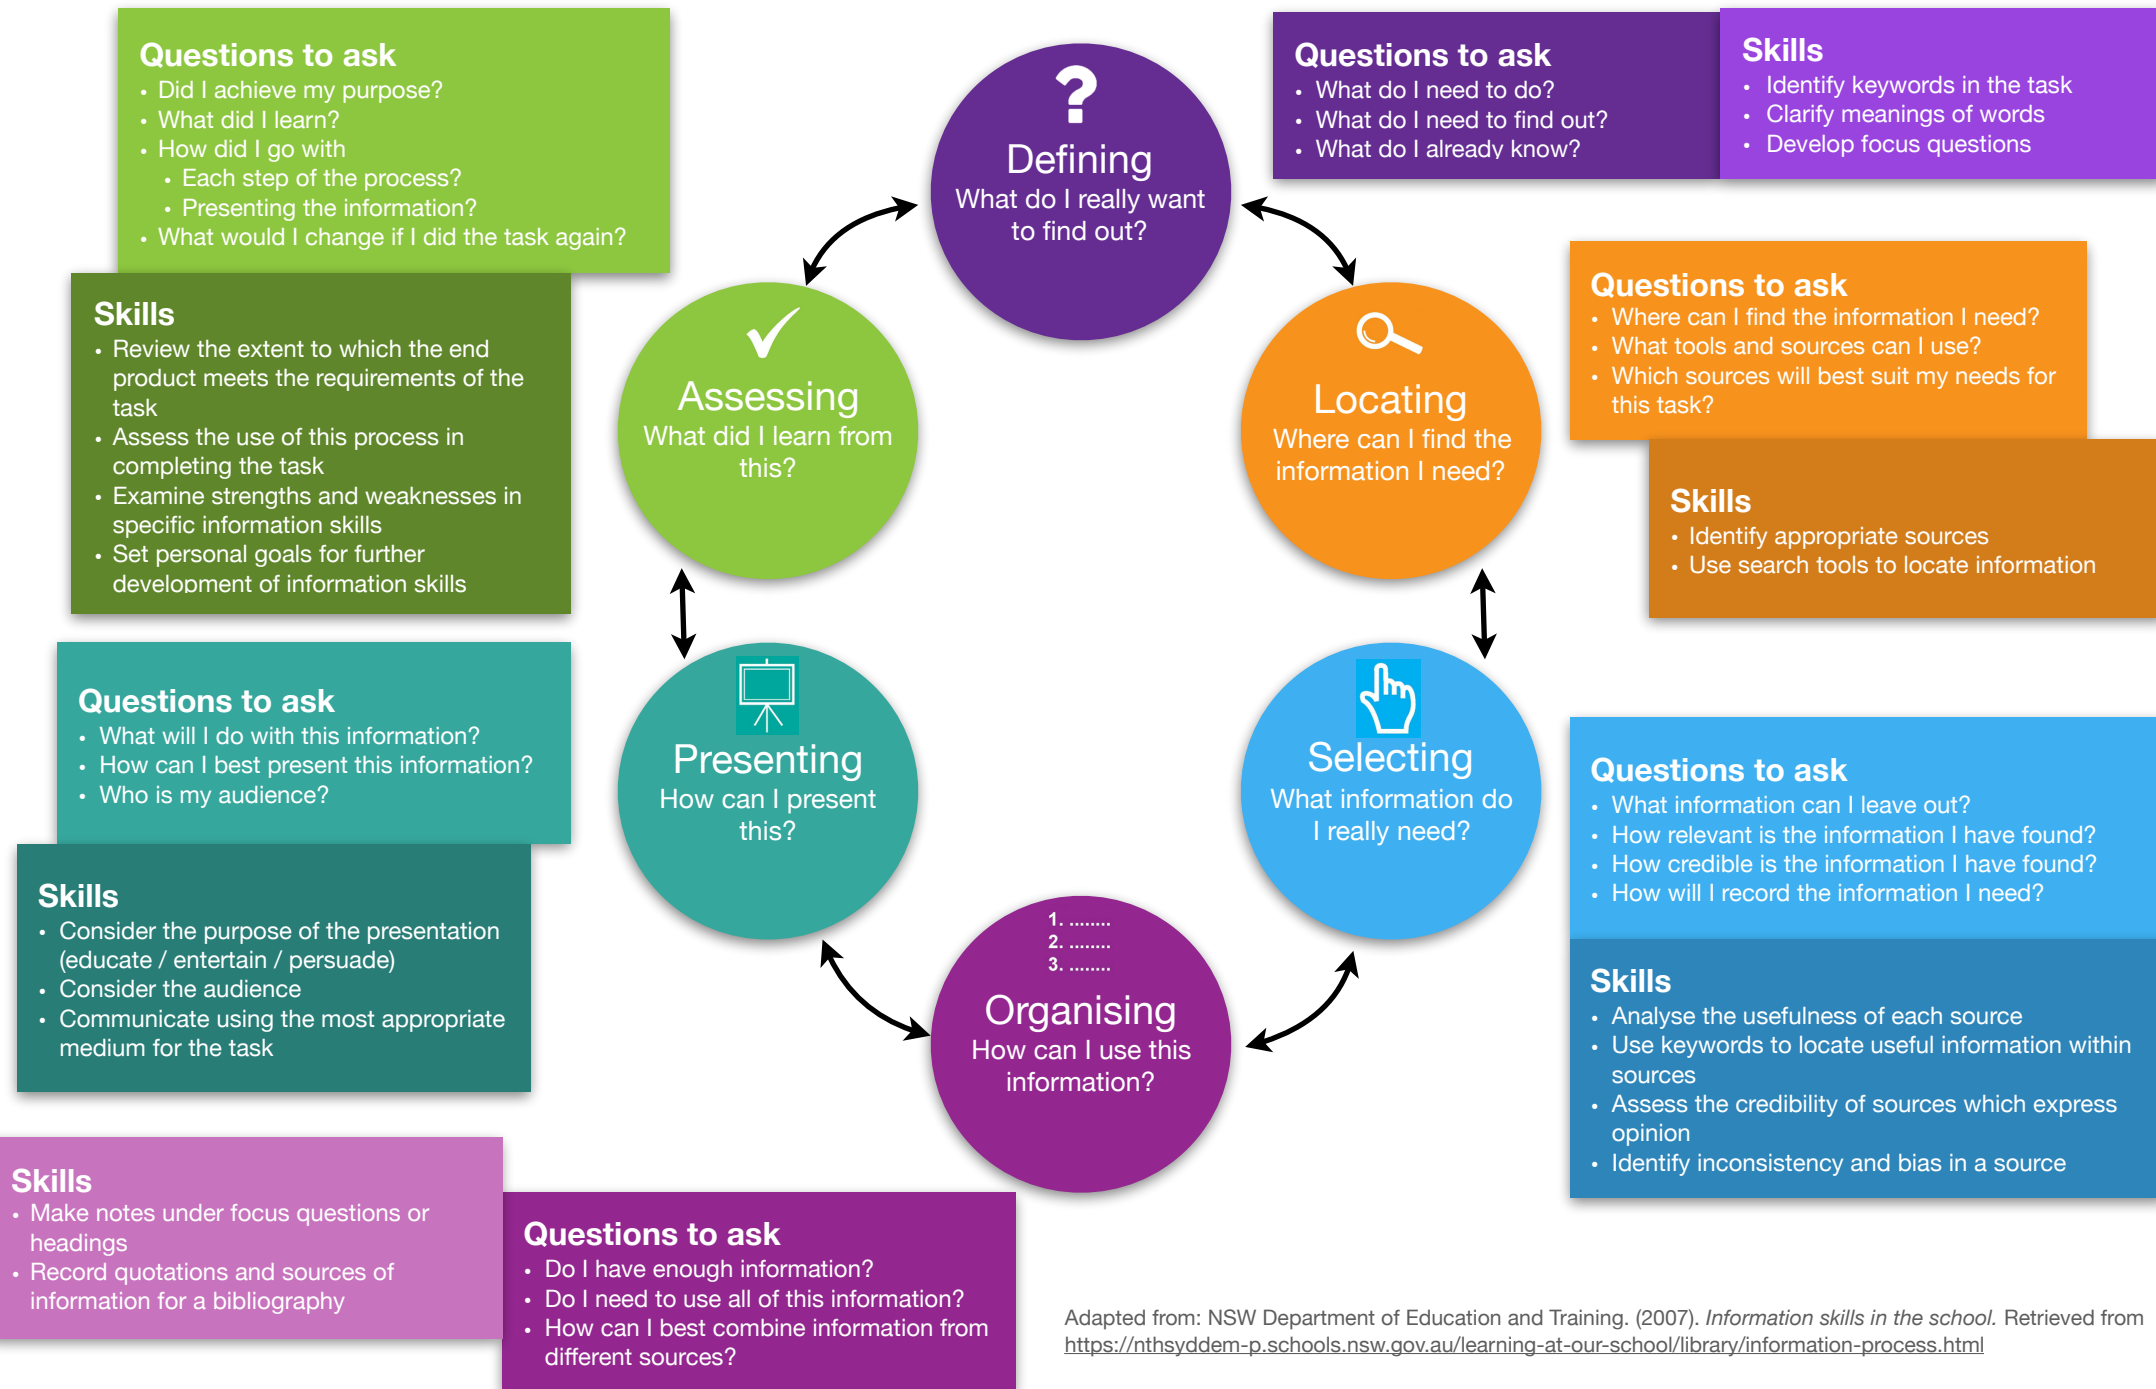 Questions to ask
• Did I achieve my purpose?
• What did I learn?
• How did I go with
• Each step of the process?
• Presenting the information?
• What would I change if I did the task again?
Skills
• Review the extent to which the end
product meets the requirements of the
task
• Assess the use of this process in
completing the task
• Examine strengths and weaknesses in
specific information skills
• Set personal goals for further
development of information skills
?
Defining
What do I really want
to find out?
Questions to ask
• What do I need to do?
• What do I need to find out?
• What do I already know?
Skills
• Identify keywords in the task
• Clarify meanings of words
• Develop focus questions
Assessing
What did I learn from
this?
Locating
Where can I find the
information I need?
Questions to ask
• Where can I find the information I need?
• What tools and sources can I use?
• Which sources will best suit my needs for
this task?
Skills
• Identify appropriate sources
• Use search tools to locate information
Questions to ask
• What will I do with this information?
• How can I best present this information?
• Who is my audience?
Skills
• Consider the purpose of the presentation
(educate / entertain / persuade)
• Consider the audience
• Communicate using the most appropriate
medium for the task
Presenting
How can I present
this?
Selecting
What information do
I really need?
Questions to ask
• What information can I leave out?
• How relevant is the information I have found?
• How credible is the information I have found?
• How will I record the information I need?
Skills
• Analyse the usefulness of each source
• Use keywords to locate useful information within
sources
• Assess the credibility of sources which express
opinion
• Identify inconsistency and bias in a source
1. ........
2. ........
3. ........
Organising
How can I use this
information?
Skills
• Make notes under focus questions or
headings
• Record quotations and sources of
information for a bibliography
Questions to ask
• Do I have enough information?
• Do I need to use all of this information?
• How can I best combine information from
different sources?
Adapted from: NSW Department of Education and Training. (2007). Information skills in the school. Retrieved from
https://nthsyddem-p.schools.nsw.gov.au/learning-at-our-school/library/information-process.html